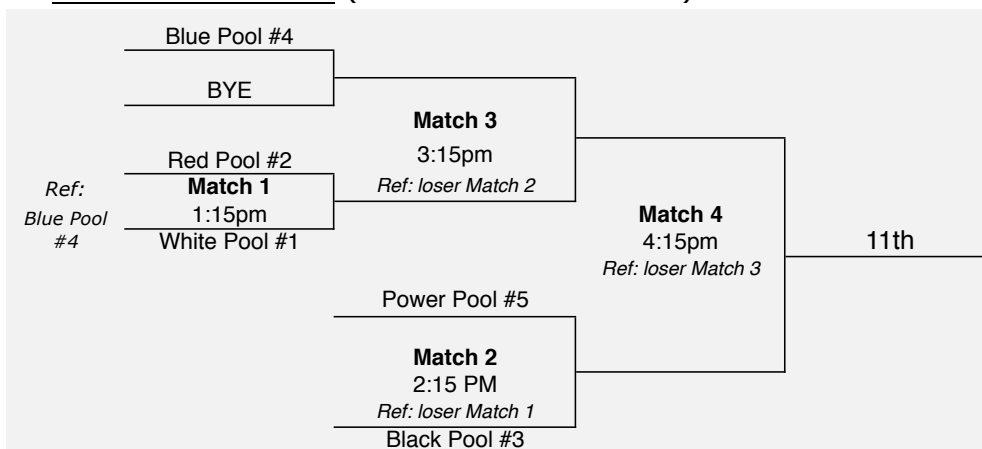 Blue Pool #4
BYE
Match 3
3:15pm
Ref: loser Match 2
Red Pool #2
Match 1
1:15pm
White Pool #1
Ref:
Blue Pool
#4
Match 4
4:15pm
Ref: loser Match 3
11th
Power Pool #5
Match 2
2:15 PM
Ref: loser Match 1
Black Pool #3